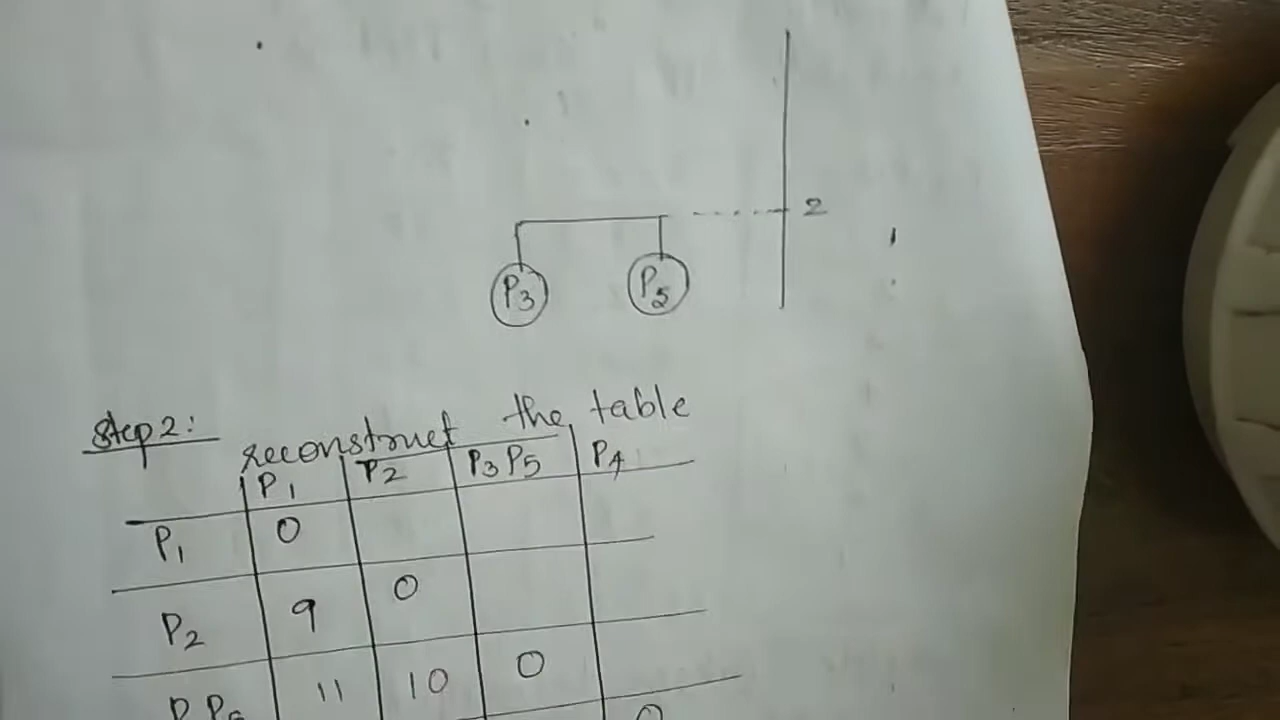 2
P3 P5
Step 2:
reconstruct the table
P1 P2 P3 P5 P4
P1 0
P2 9 0
11 10 0
0